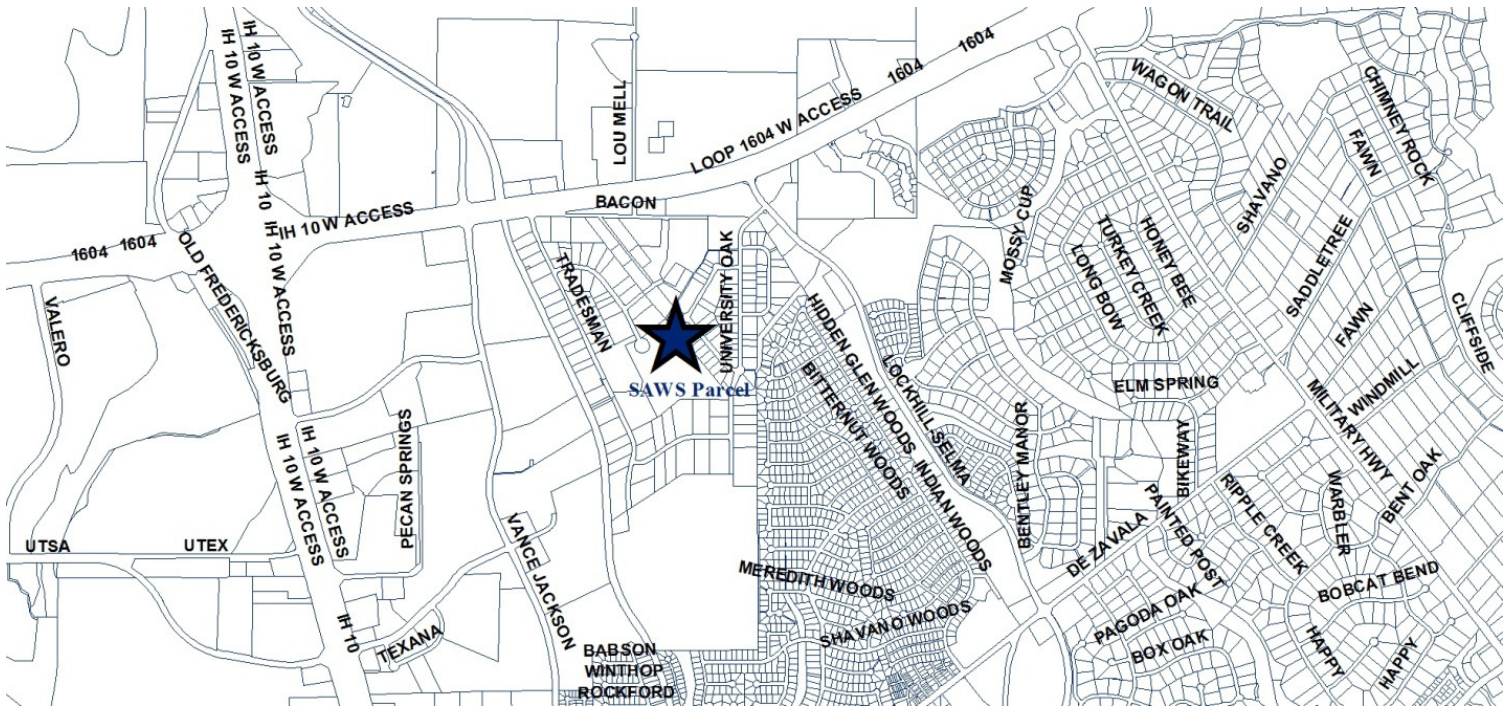 IH 10 W ACCESS
IH 10 W ACCESS
1604
1604
WAGON TRAIL
CHIMNEY ROCK
LOU MELL
LOOP 1604 W ACCESS
FAWN
IH 10
SHAVANO
BACON
IH 10 W ACCESS
MOSSY CUP
HONEY BEE
TURKEY CREEK
SADDLETREE
1604 1604
OLD FREDERICKSBURG
IH 10 W ACCESS
TRADESMAN
UNIVERSITY OAK
LONG BOW
VALERO
HIDDEN GLEN WOODS
FAWN
CLIFFSIDE
SAWS Parcel
LOCKHILL-SELMA
BITTERNUT WOODS
ELM SPRING
MILITARY HWY
WINDMILL
PECAN SPRINGS
IH 10 W ACCESS
IH 10 W ACCESS
INDIAN WOODS
BENTLEY MANOR
BIKEWAY
BENT OAK
PAINTED POST
RIPPLE CREEK
WARBLER
DE ZAVALA
UTSA
UTEX
VANCE JACKSON
MEREDITH WOODS
BOBCAT BEND
PAGODA OAK
SHAVANO WOODS
IH 10
TEXANA
BOX OAK
HAPPY
HAPPY
BABSON
WINTHOP
ROCKFORD